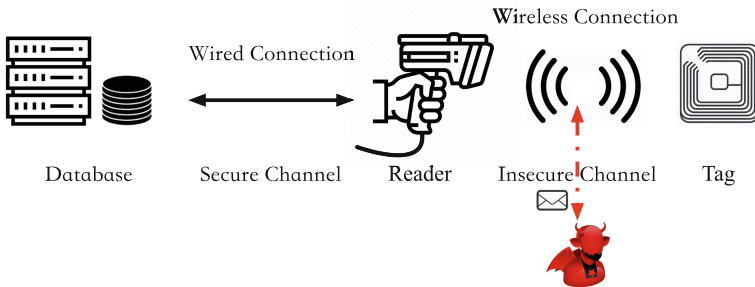 Wireless Connection
Wired Connection
Database
Secure Channel
Reader
Insecure Channel
Tag